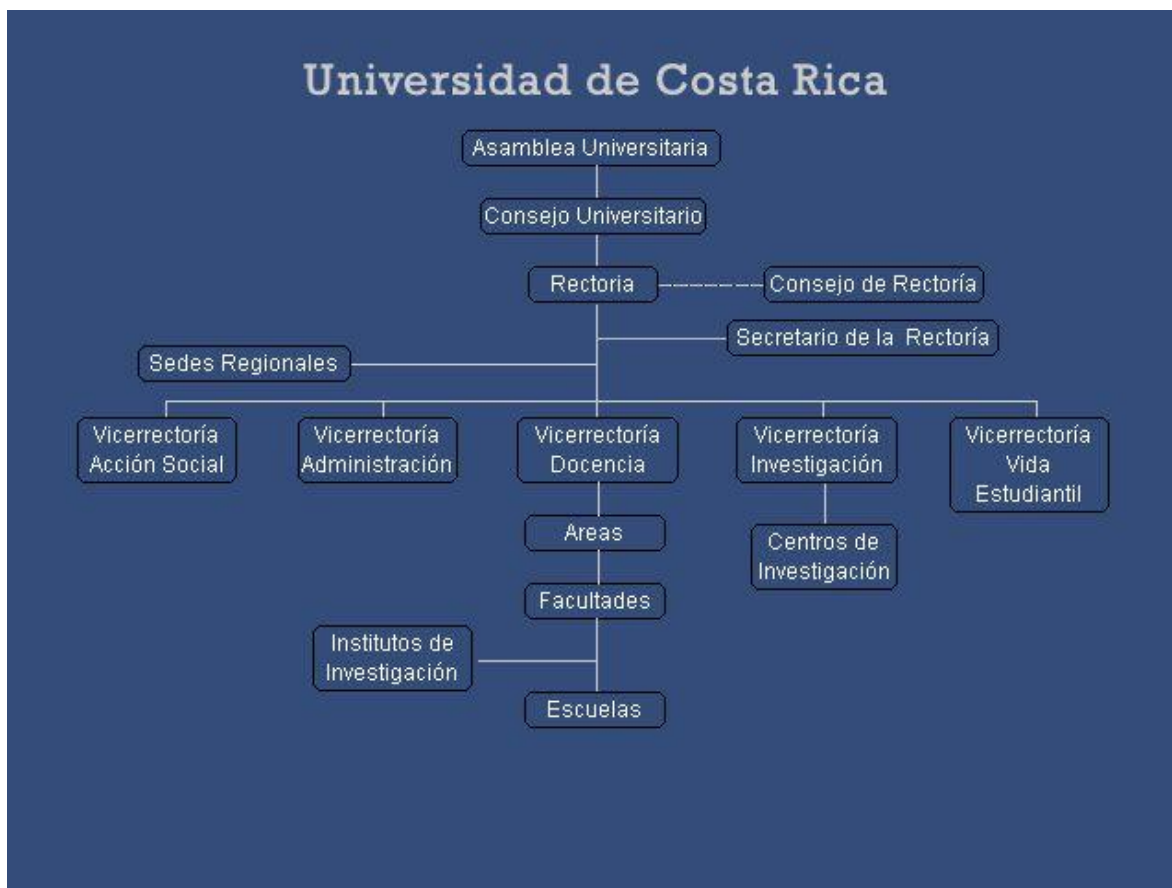 Universidad de Costa Rica
Asamblea Universitaria
Consejo Universitario
Rectoria
Consejo de Rectoría
Secretario de la Rectoría
Sedes Regionales
Vicerrectoría
Acción Social
Vicerrectoría
Administración
Vicerrectoría
Docencia
Vicerrectoría
Investigación
Vicerrectoría
Vida
Estudiantil
Areas
Centros de
Investigación
Facultades
Institutos de
Investigación
Escuelas